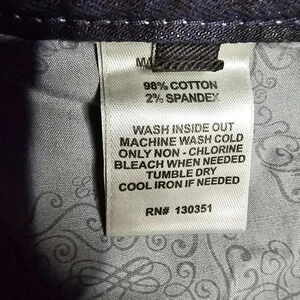 98% COTTON
2% SPANDEX
WASH INSIDE OUT
MACHINE WASH COLD
ONLY NON - CHLORINE
BLEACH WHEN NEEDED
TUMBLE DRY
COOL IRON IF NEEDED
RN# 130351